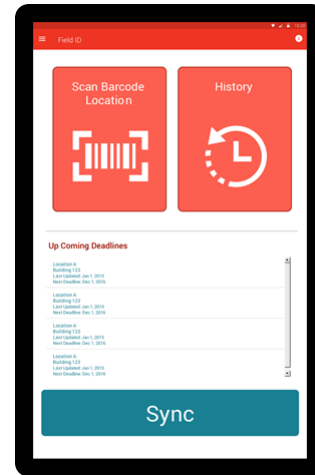 Field ID
Scan Barcode
Location
History
Up Coming Deadlines
Location A
Building 123
Last Updated: Jan 1, 2015
Next Deadline: Dec 1, 2016
Location A
Building 123
Last Updated: Jan 1, 2015
Next Deadline: Dec 1, 2016
Location A
Building 123
Last Updated: Jan 1, 2015
Next Deadline: Dec 1, 2016
Location A
Building 123
Last Updated: Jan 1, 2015
Next Deadline: Dec 1, 2016
Sync